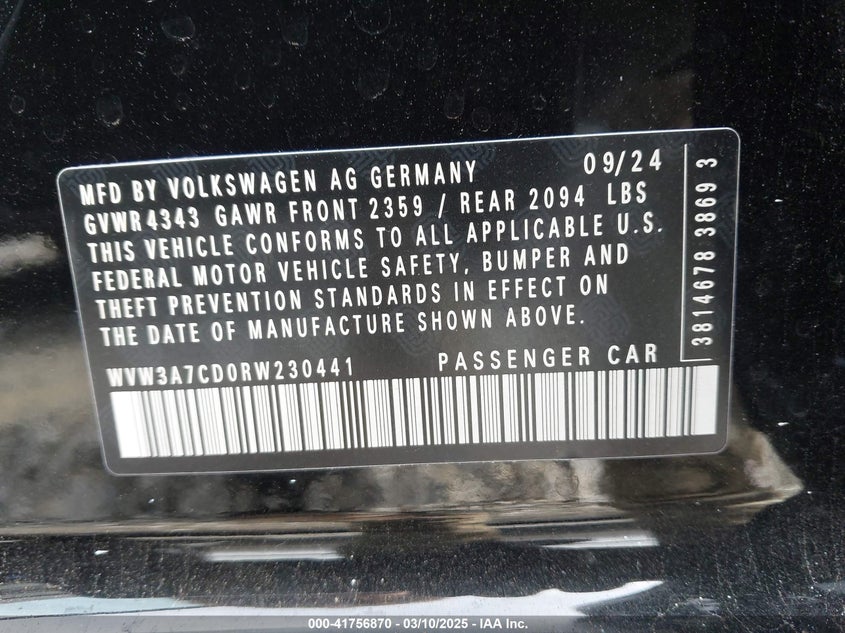 MFD BY VOLKSWAGEN AG GERMANY 09/24
GVWR4343 GAWR FRONT 2359 / REAR 2094 LBS
THIS VEHICLE CONFORMS TO ALL APPLICABLE U.S.
FEDERAL MOTOR VEHICLE SAFETY, BUMPER AND
THEFT PREVENTION STANDARDS IN EFFECT ON
THE DATE OF MANUFACTURE SHOWN ABOVE.
WVW3A7CD0RW230441 PASSENGER CAR
3814678 3869 3
000-41756870 - 03/10/2025 - IAA Inc.